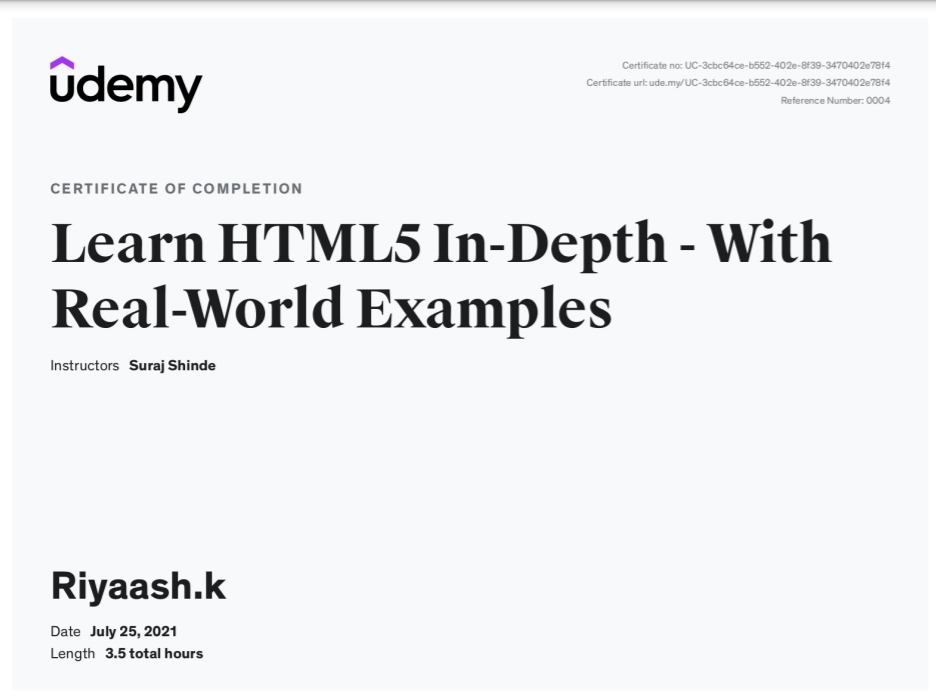 udemy
Certificate no: UC-3cbc64ce-b552-402e-8f39-3470402e78f4
Certificate url: ude.my/UC-3cbc64ce-b552-402e-8f39-3470402e78f4
Reference Number: 0004
CERTIFICATE OF COMPLETION
Learn HTML5 In-Depth - With
Real-World Examples
Instructors Suraj Shinde
Riyaash.k
Date July 25, 2021
Length 3.5 total hours